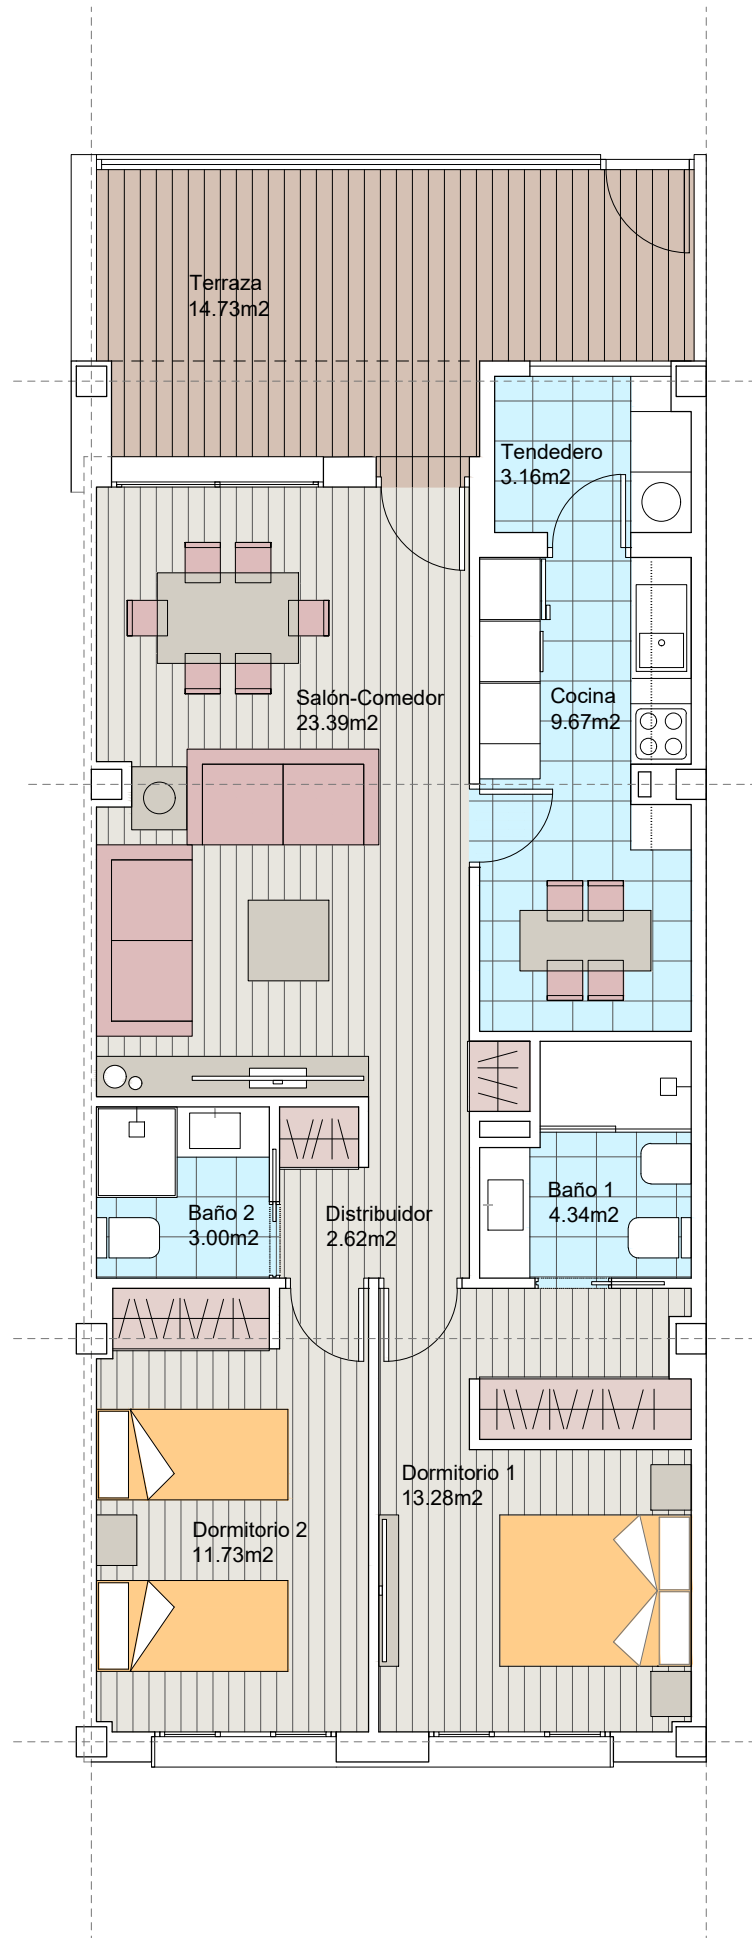 Terraza
14.73m2
Tendedero
3.16m2
Salón-Comedor
23.39m2
Cocina
9.67m2
Baño 1
4.34m2
Baño 2
3.00m2
Distribuidor
2.62m2
Dormitorio 1
13.28m2
Dormitorio 2
11.73m2